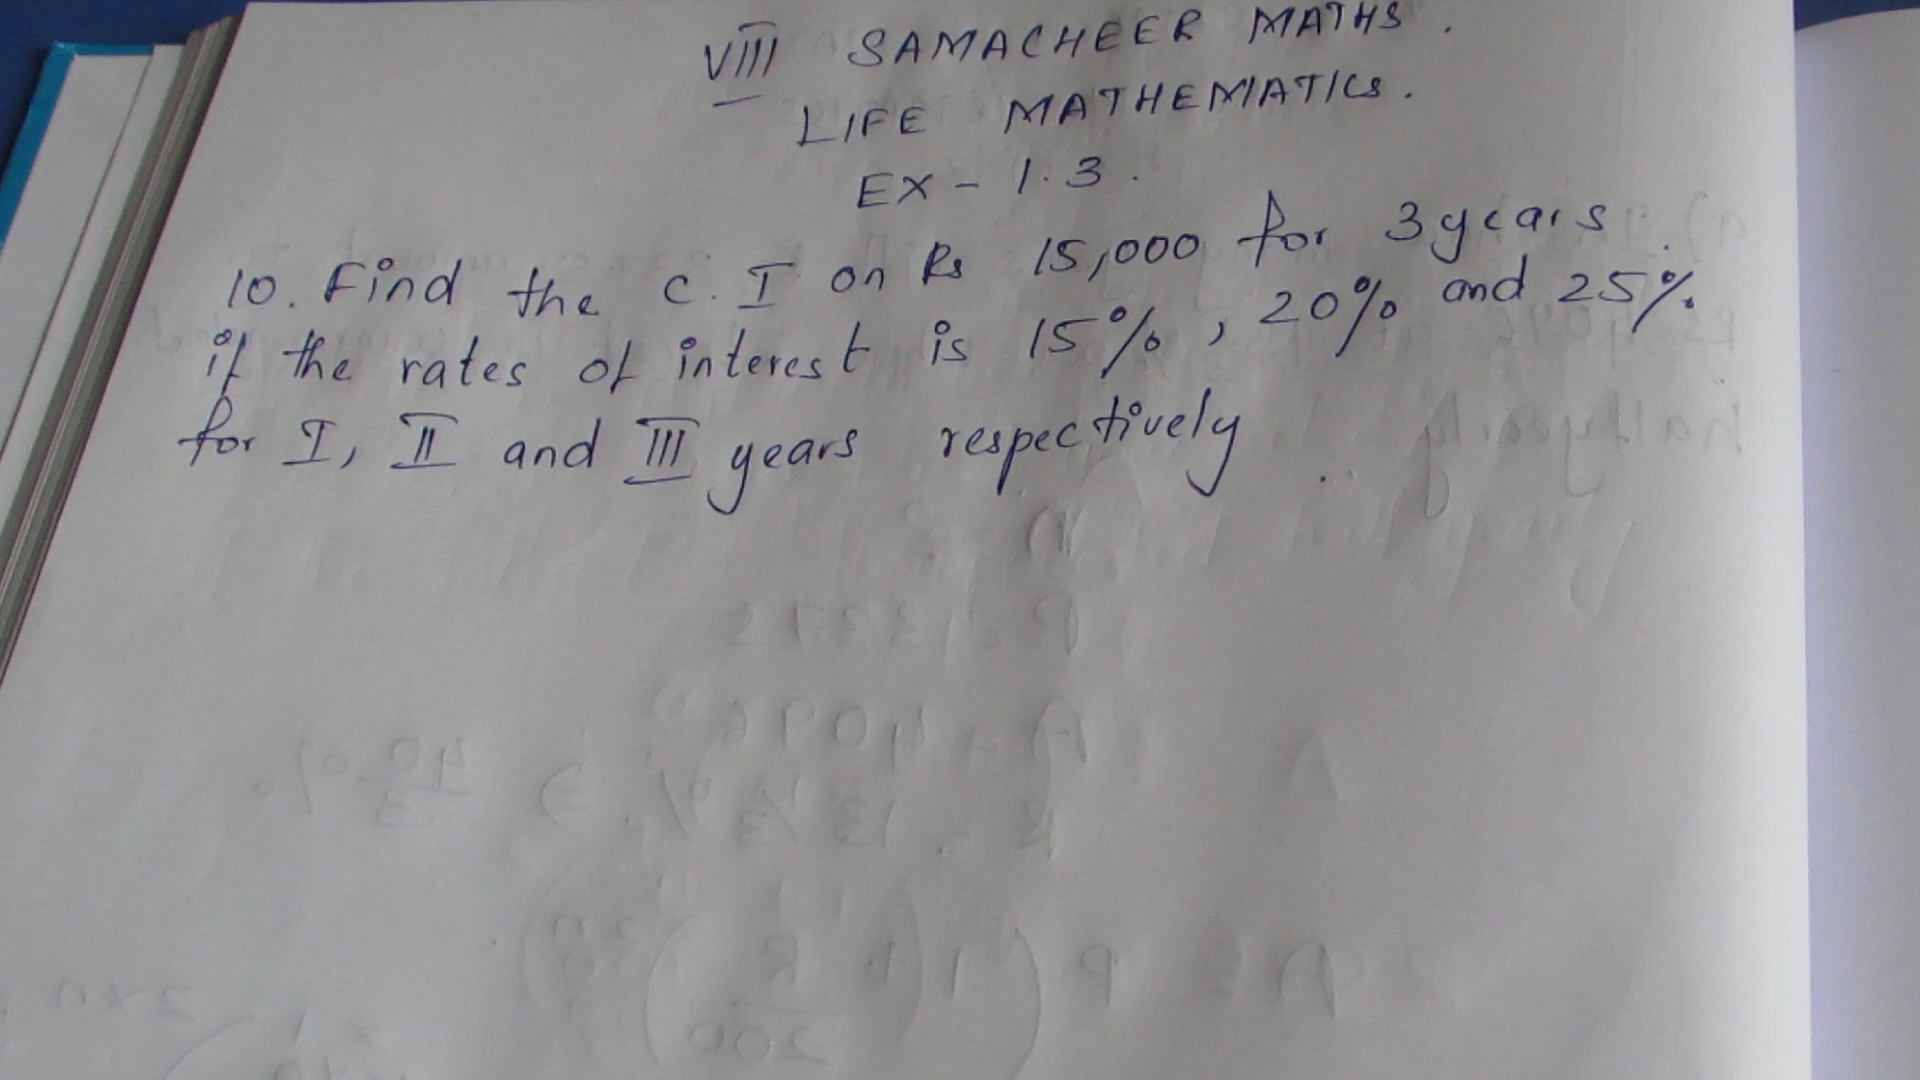 VIII SAMACHEER MATHS.
LIFE MATHEMATICS.
EX - 1.3.
10. Find the C.I on Rs 15,000 for 3 years
if the rates of interest is 15%, 20% and 25%.
for I, II and III years respectively.